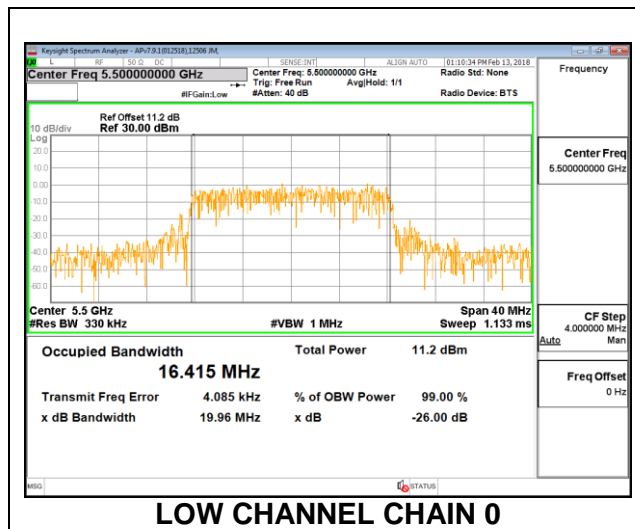 Keysight Spectrum Analyzer - APv7.9.1(012518),12506 JM,
L RF 50 Ω DC SENSE:INT ALIGN AUTO 01:10:34 PM Feb 13, 2018
Center Freq 5.500000000 GHz
Center Freq: 5.500000000 GHz Radio Std: None
Trig: Free Run Avg|Hold: 1/1
#IFGain:Low #Atten: 40 dB Radio Device: BTS
Frequency
Ref Offset 11.2 dB
10 dB/div Ref 30.00 dBm
Log
20.0
10.0
0.00
-10.0
-20.0
-30.0
-40.0
-50.0
-60.0
Center 5.5 GHz Span 40 MHz
#Res BW 330 kHz #VBW 1 MHz Sweep 1.133 ms
Occupied Bandwidth Total Power 11.2 dBm
16.415 MHz
Transmit Freq Error 4.085 kHz % of OBW Power 99.00 %
x dB Bandwidth 19.96 MHz x dB -26.00 dB
Center Freq
5.500000000 GHz
CF Step
4.000000 MHz
Auto Man
Freq Offset
0 Hz
MSG STATUS
LOW CHANNEL CHAIN 0